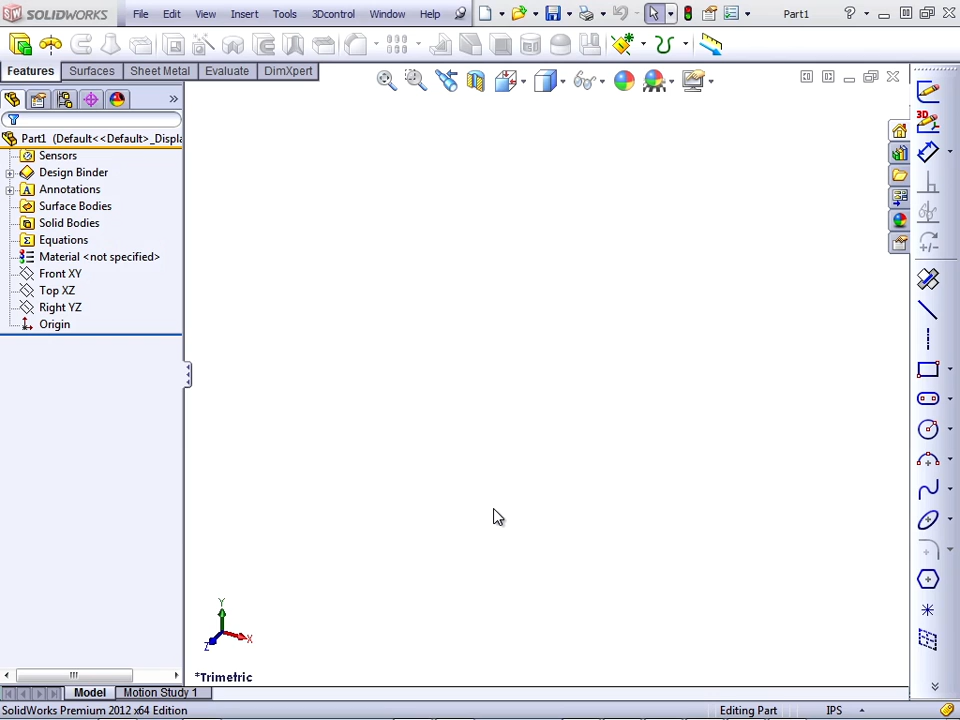 SOLIDWORKS File Edit View Insert Tools 3Dcontrol Window Help Part1 ?
Features Surfaces Sheet Metal Evaluate DimXpert
Part1 (Default<<Default>_Displa
Sensors
Design Binder
A Annotations
Surface Bodies
Solid Bodies
Σ Equations
Material <not specified>
Front XY
Top XZ
Right YZ
Origin
3D
Y
X
Z
*Trimetric
Model Motion Study 1
SolidWorks Premium 2012 x64 Edition Editing Part IPS